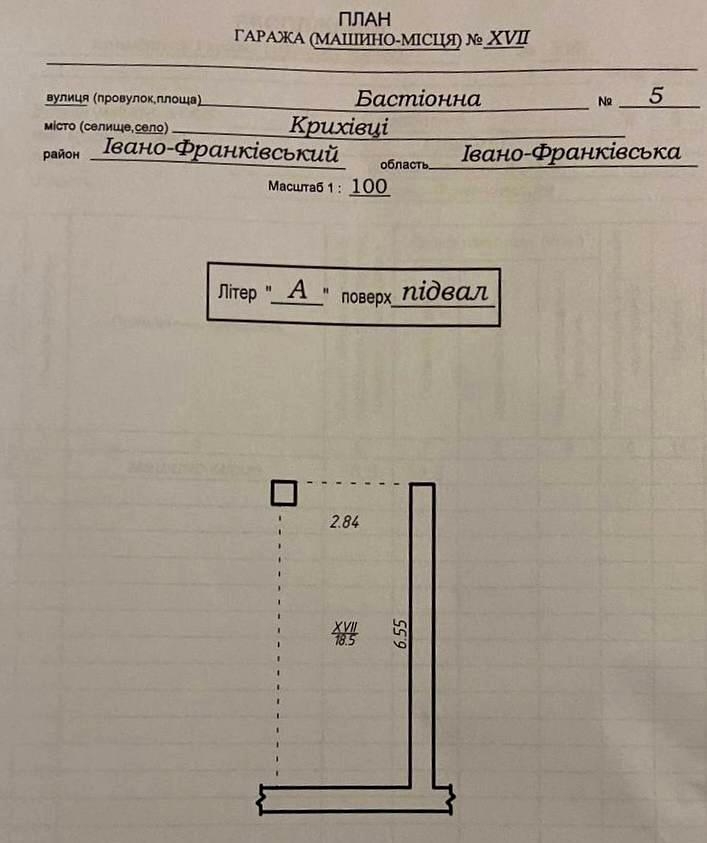 ПЛАН
ГАРАЖА (МАШИНО-МІСЦЯ) № XVII
вулиця (провулок,площа) Бастіонна № 5
місто (селище,село) Крихівці
район Івано-Франківський область Івано-Франківська
Масштаб 1 : 100
Літер " А " поверх підвал
2.84
XVII
18.5
6.55